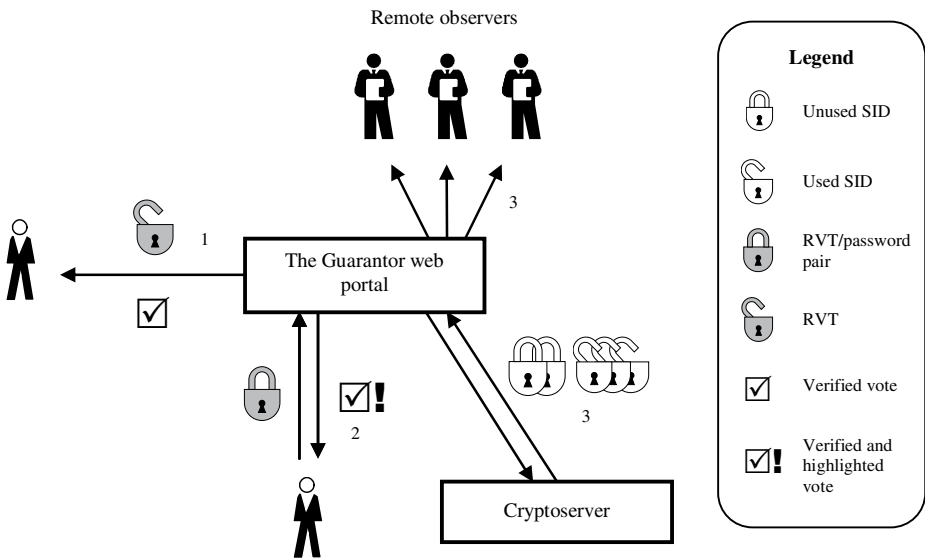 Remote observers
3
1
The Guarantor web
portal
2
3
Cryptoserver
Legend
Unused SID
Used SID
RVT/password
pair
RVT
Verified vote
Verified and
highlighted
vote